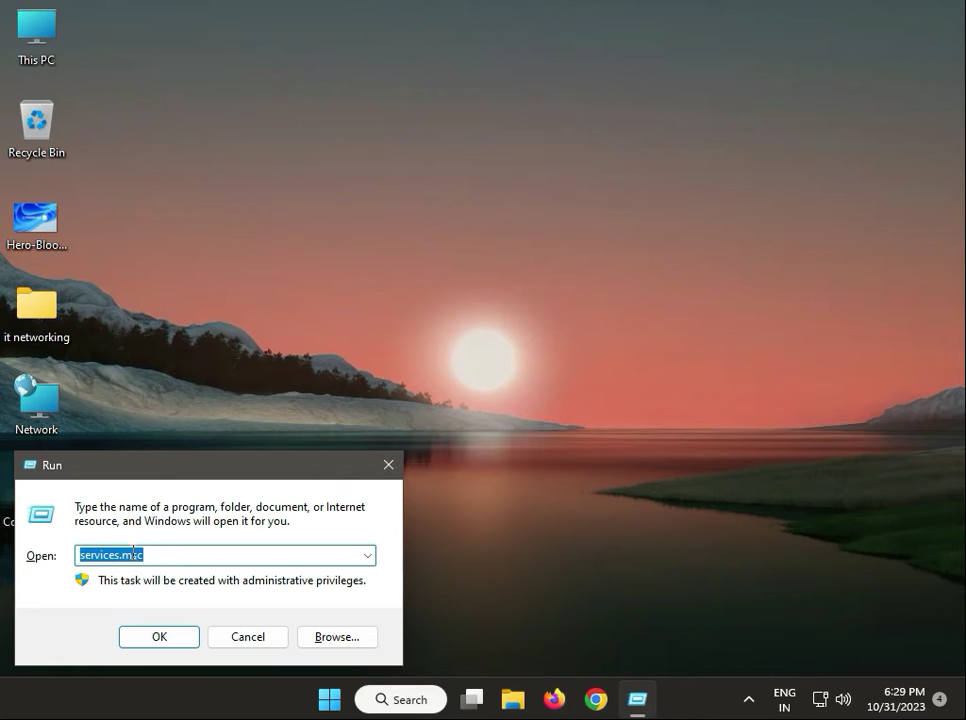 This PC
Recycle Bin
Hero-Bloo...
it networking
Network
Run
Type the name of a program, folder, document, or Internet
resource, and Windows will open it for you.
Open:
services.msc
This task will be created with administrative privileges.
OK
Cancel
Browse...
Search
ENG
IN
6:29 PM
10/31/2023
4